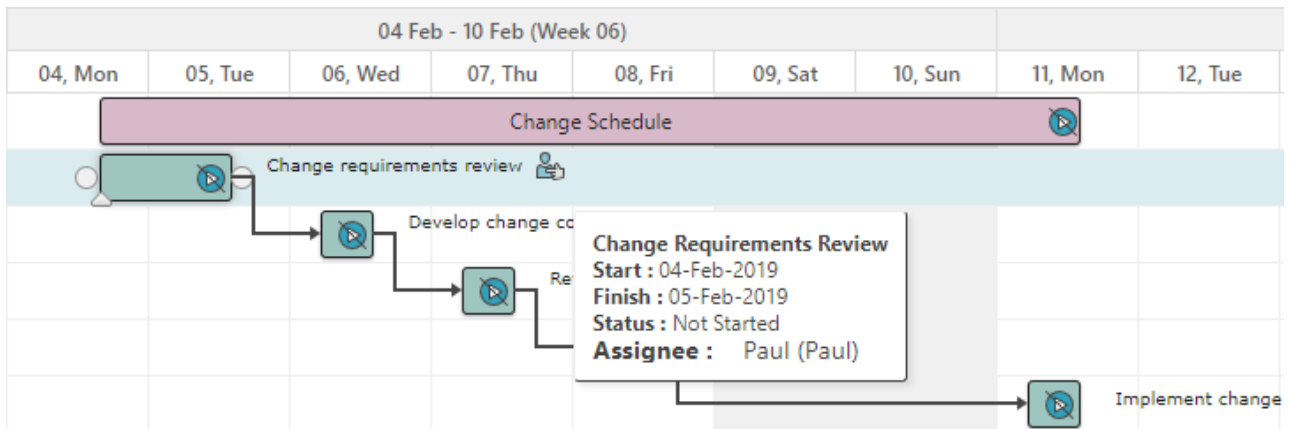 04 Feb - 10 Feb (Week 06)
04, Mon 05, Tue 06, Wed 07, Thu 08, Fri 09, Sat 10, Sun 11, Mon 12, Tue
Change Schedule
Change requirements review
Develop change
Change Requirements Review
Start : 04-Feb-2019
Finish : 05-Feb-2019
Status : Not Started
Assignee : Paul (Paul)
Implement change